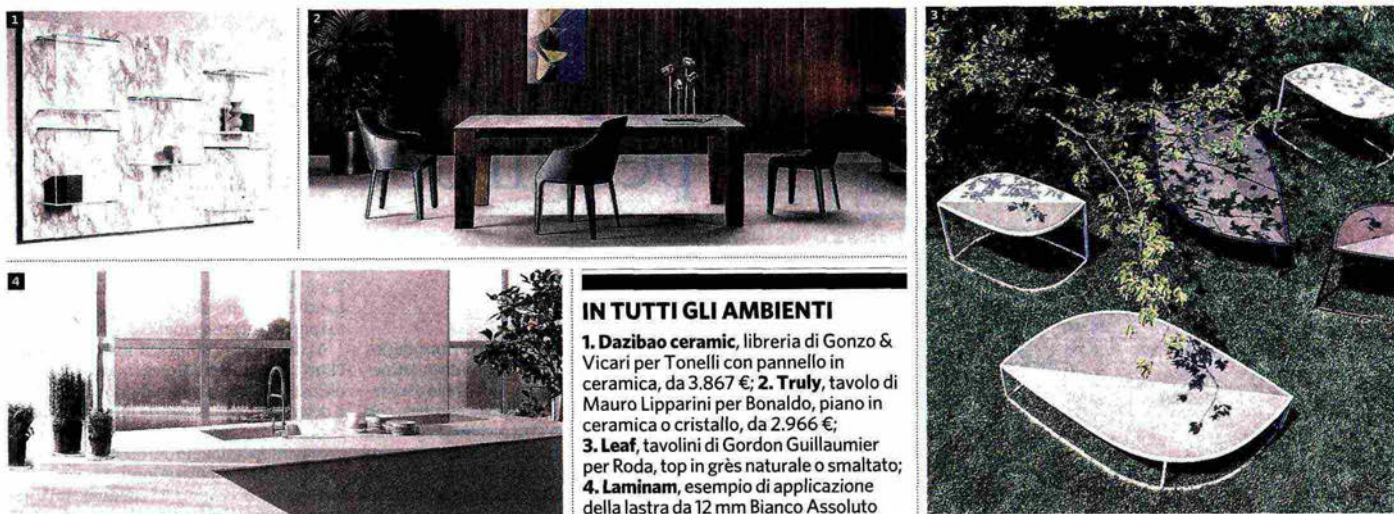 1
2
3
4
IN TUTTI GLI AMBIENTI
1. Dazibao ceramic, libreria di Gonzo &
Vicari per Tonelli con pannello in
ceramica, da 3.867 €; 2. Truly, tavolo di
Mauro Lipparini per Bonaldo, piano in
ceramica o cristallo, da 2.966 €;
3. Leaf, tavolini di Gordon Guillaumier
per Roda, top in grès naturale o smaltato;
4. Laminam, esempio di applicazione
della lastra da 12 mm Bianco Assoluto